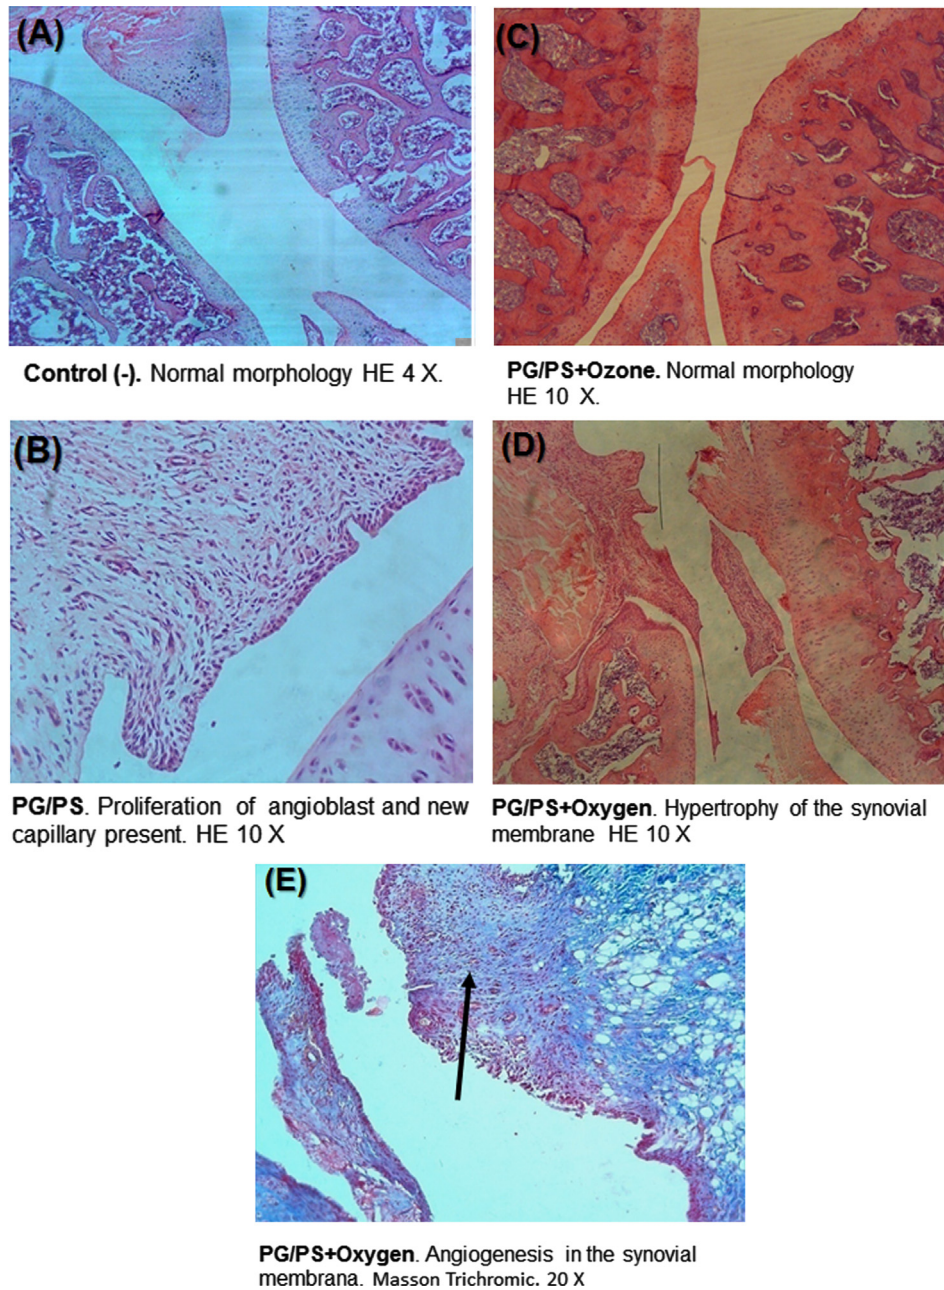 (A)
Control (-). Normal morphology HE 4 X.
(C)
PG/PS+Ozone. Normal morphology
HE 10 X.
(B)
PG/PS. Proliferation of angioblast and new
capillary present. HE 10 X
(D)
PG/PS+Oxygen. Hypertrophy of the synovial
membrane HE 10 X
(E)
PG/PS+Oxygen. Angiogenesis in the synovial
membrana. Masson Trichromic. 20 X